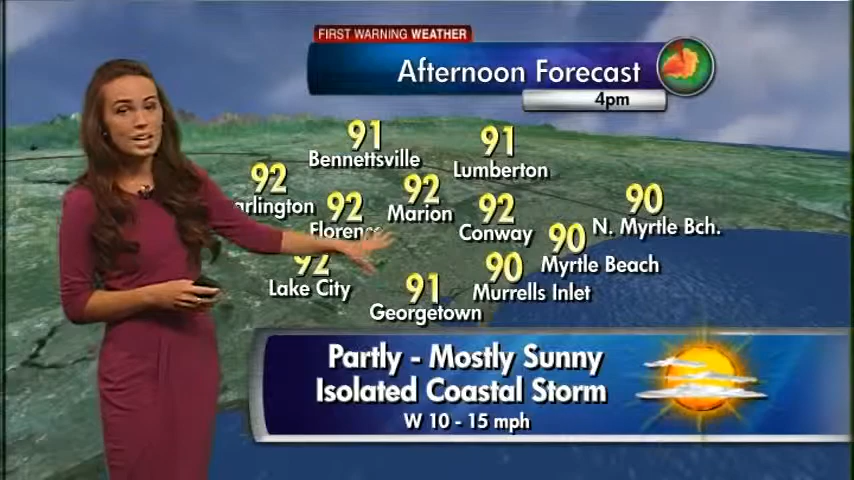 FIRST WARNING WEATHER
Afternoon Forecast
4pm
91
Bennettsville
91
Lumberton
92
arlington
92
Florenc
92
Marion
92
Conway
90
N. Myrtle Bch.
90
Myrtle Beach
92
Lake City
91
Georgetown
90
Murrells Inlet
Partly - Mostly Sunny
Isolated Coastal Storm
W 10 - 15 mph